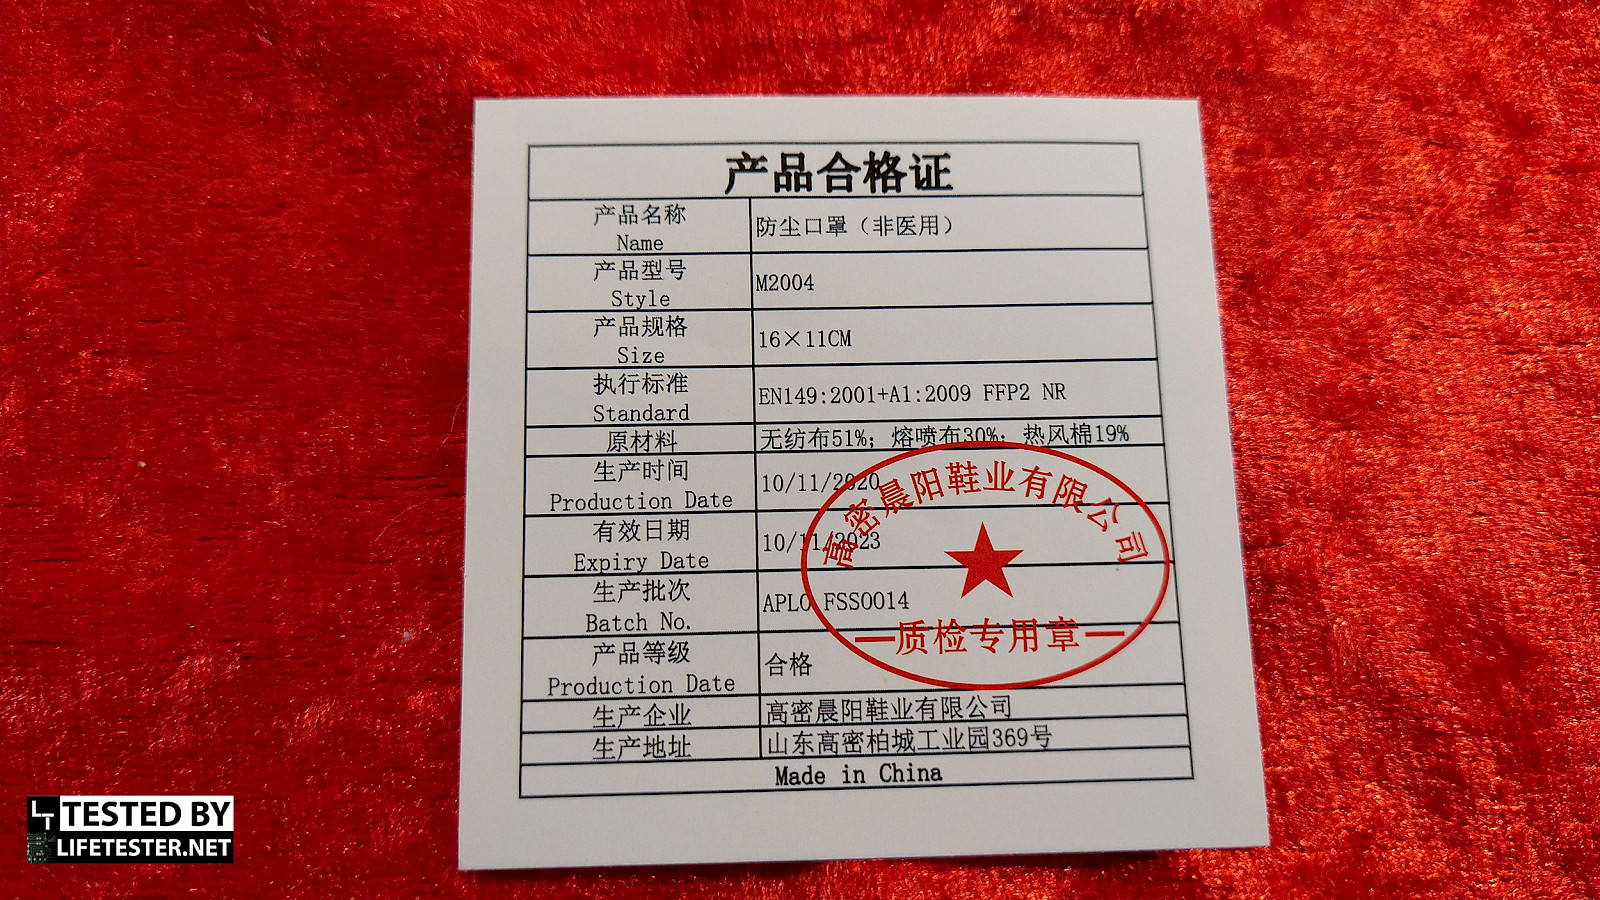 产品合格证
产品名称
Name
防尘口罩（非医用）
产品型号
Style
M2004
产品规格
Size
16×11CM
执行标准
Standard
EN149:2001+A1:2009 FFP2 NR
原材料
无纺布51%；熔喷布30%；热风棉19%
生产时间
Production Date
10/11/2020
有效日期
Expiry Date
10/11/2023
生产批次
Batch No.
APLO FSS0014
产品等级
Production Date
合格
生产企业
高密晨阳鞋业有限公司
生产地址
山东高密柏城工业园369号
Made in China
高密晨阳鞋业有限公司
质检专用章
LT
TESTED BY
LIFETESTER.NET